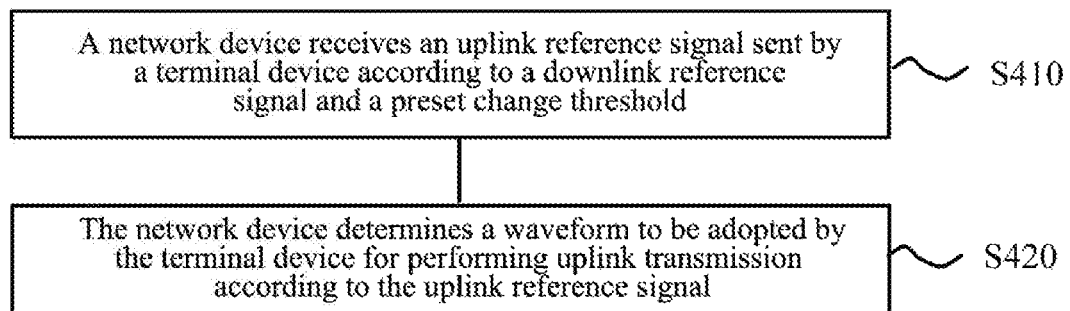 A network device receives an uplink reference signal sent by
a terminal device according to a downlink reference
signal and a preset change threshold
S410
The network device determines a waveform to be adopted by
the terminal device for performing uplink transmission
according to the uplink reference signal
S420